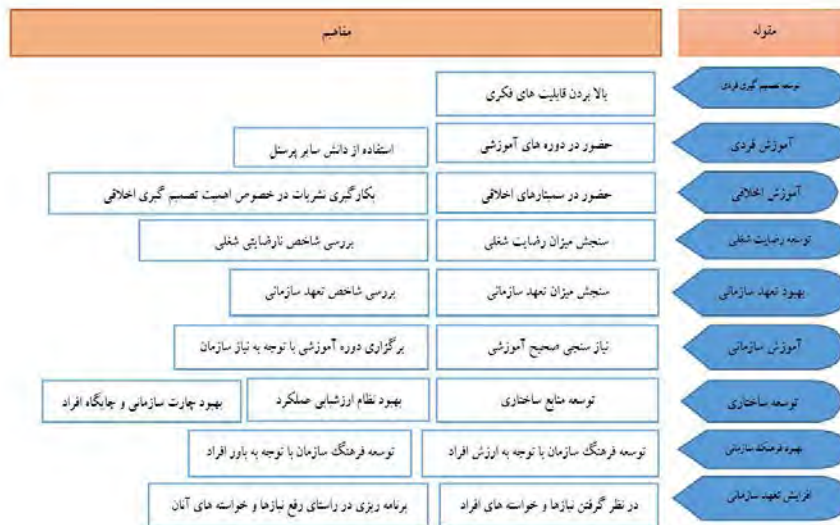 مقوله
مفاهیم
توسعه تصمیم گیری فردی
بالا بردن قابلیت های فکری
آموزش فردی
حضور در دوره های آموزشی
استفاده از دانش سایر پرسنل
آموزش اخلاقی
حضور در سمینارهای اخلاقی
بکارگیری نشریات در خصوص اهمیت تصمیم گیری اخلاقی
توسعه رضایت شغلی
سنجش میزان رضایت شغلی
بررسی شاخص نارضایتی شغلی
بهبود تعهد سازمانی
سنجش میزان تعهد سازمانی
بررسی شاخص تعهد سازمانی
آموزش سازمانی
نیاز سنجی صحیح آموزشی
برگزاری دوره آموزشی با توجه به نیاز سازمان
توسعه ساختاری
توسعه منابع ساختاری
بهبود نظام ارزشیابی عملکرد
بهبود چارت سازمانی و جایگاه افراد
بهبود فرهنگ سازمانی
توسعه فرهنگ سازمان با توجه به ارزش افراد
توسعه فرهنگ سازمان با توجه به باور افراد
افزایش تعهد سازمانی
در نظر گرفتن نیازها و خواسته های افراد
برنامه ریزی در راستای رفع نیازها و خواسته های آنان